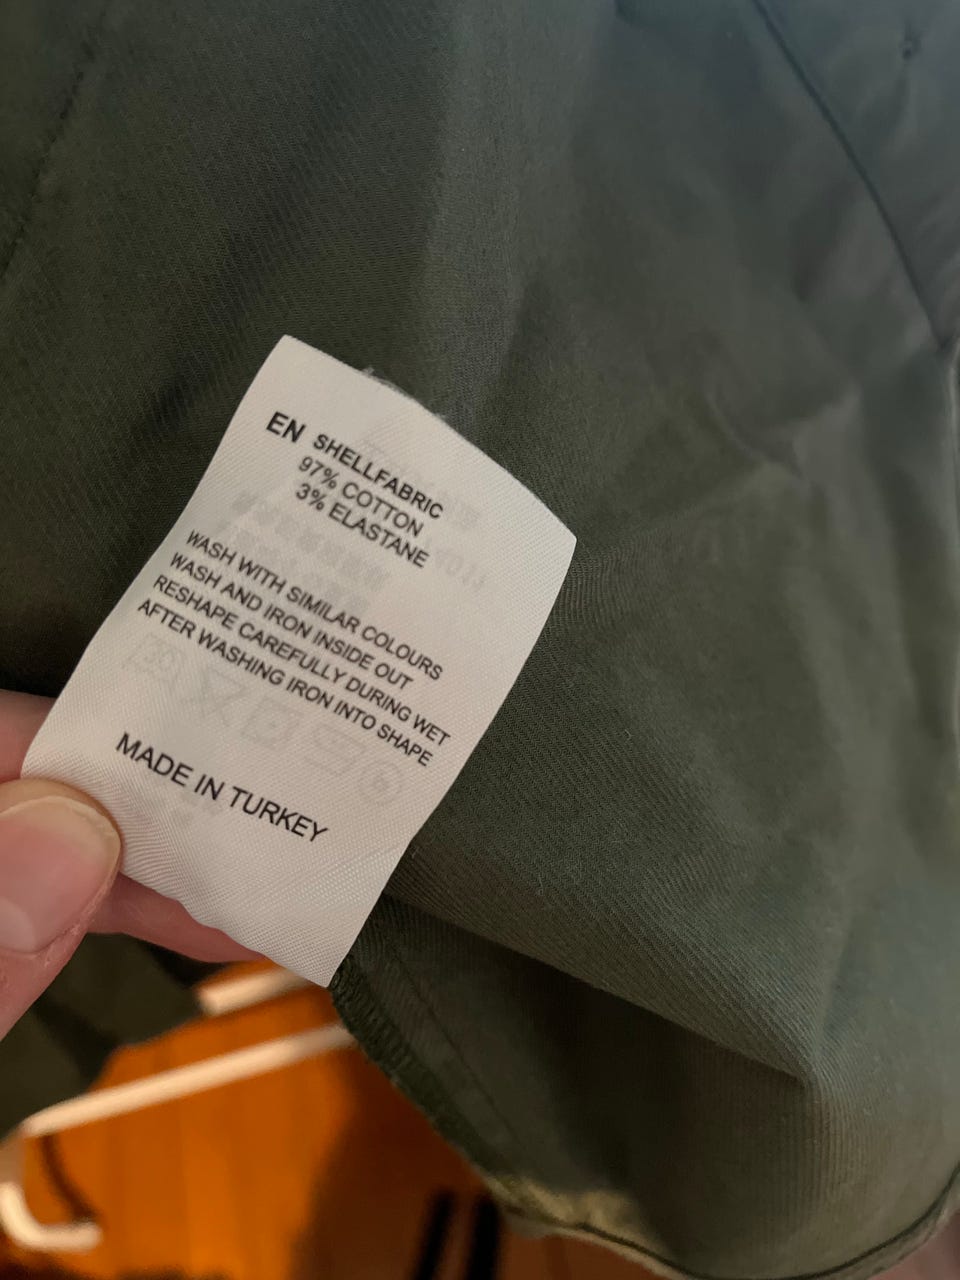 EN SHELLFABRIC
97% COTTON
3% ELASTANE
WASH WITH SIMILAR COLOURS
WASH AND IRON INSIDE OUT
RESHAPE CAREFULLY DURING WET
AFTER WASHING IRON INTO SHAPE
MADE IN TURKEY